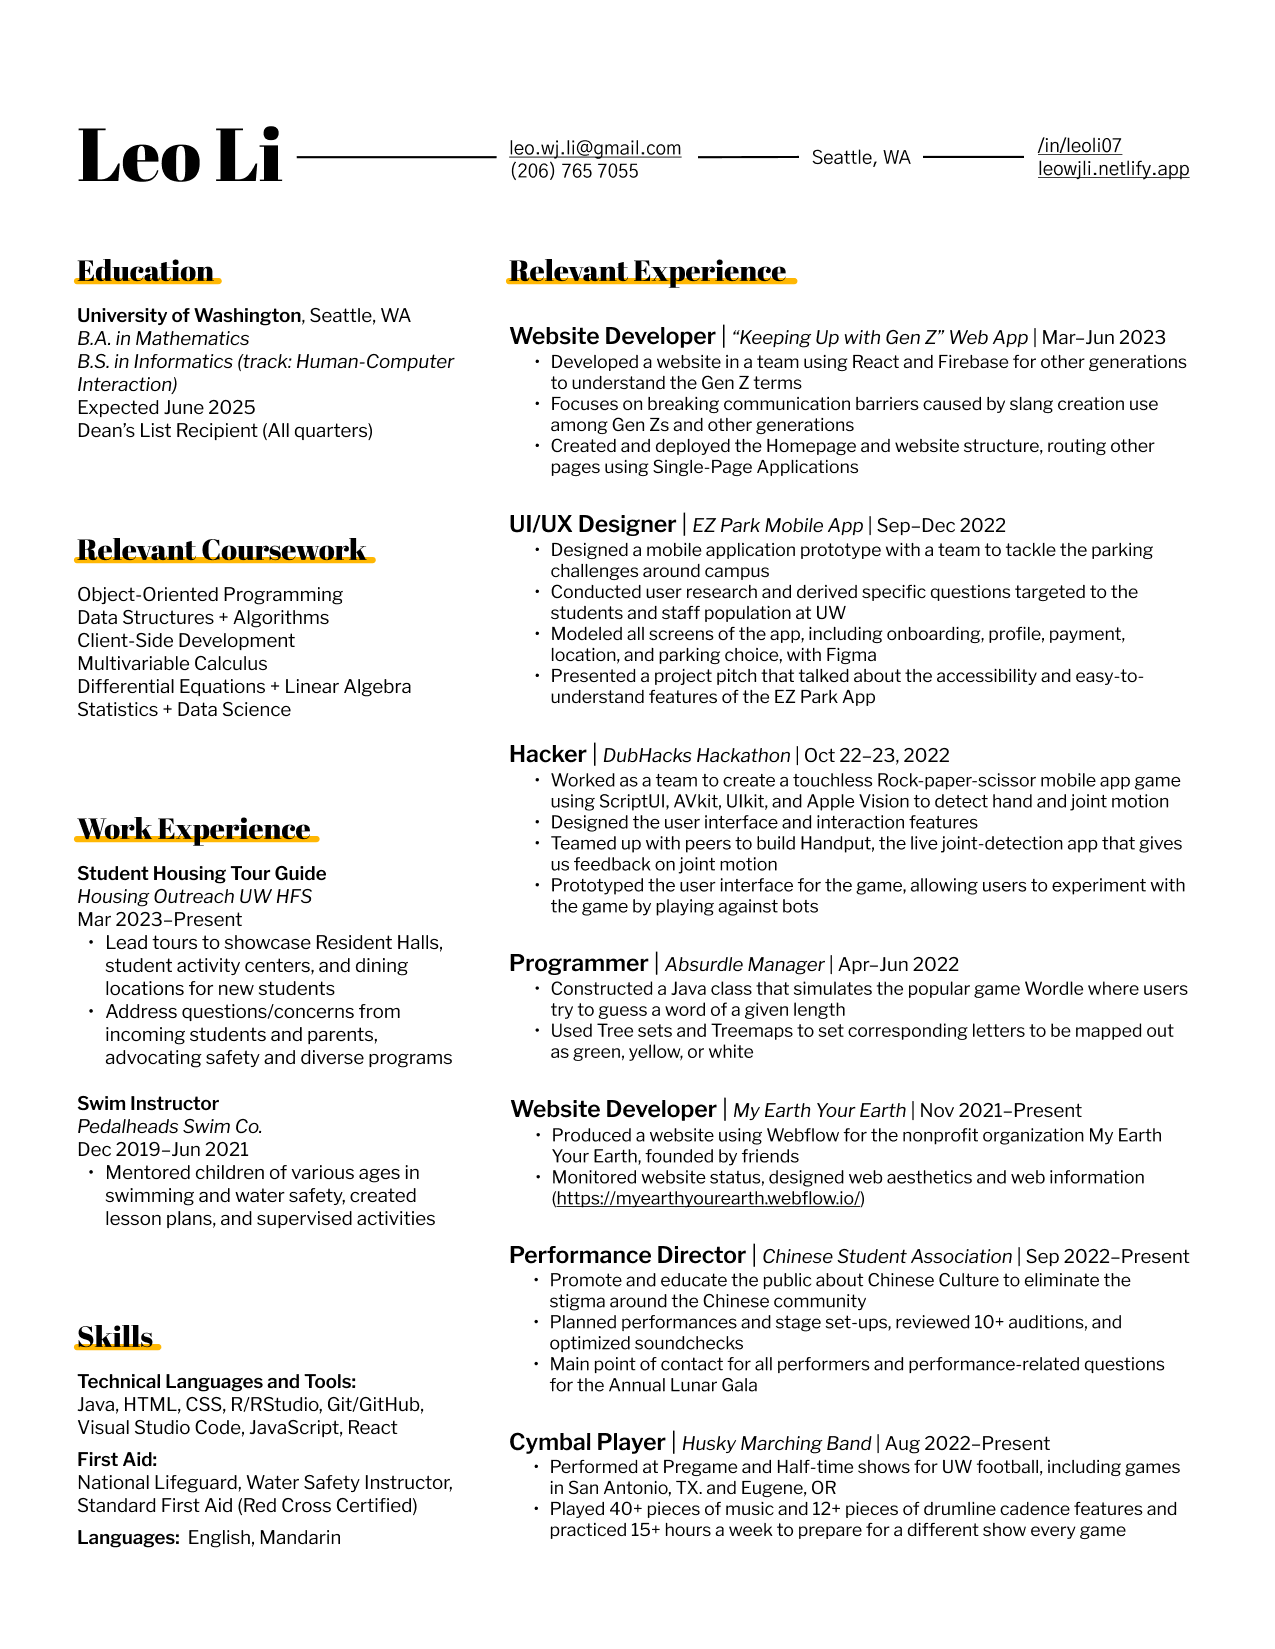 Leo Li
leo.wj.li@gmail.com
(206) 765 7055
Seattle, WA
/in/leoli07
leowjli.netlify.app
Education
University of Washington, Seattle, WA
B.A. in Mathematics
B.S. in Informatics (track: Human-Computer
Interaction)
Expected June 2025
Dean’s List Recipient (All quarters)
Relevant Coursework
Object-Oriented Programming
Data Structures + Algorithms
Client-Side Development
Multivariable Calculus
Differential Equations + Linear Algebra
Statistics + Data Science
Work Experience
Student Housing Tour Guide
Housing Outreach UW HFS
Mar 2023–Present
• Lead tours to showcase Resident Halls,
student activity centers, and dining
locations for new students
• Address questions/concerns from
incoming students and parents,
advocating safety and diverse programs
Swim Instructor
Pedalheads Swim Co.
Dec 2019–Jun 2021
• Mentored children of various ages in
swimming and water safety, created
lesson plans, and supervised activities
Skills
Technical Languages and Tools:
Java, HTML, CSS, R/RStudio, Git/GitHub,
Visual Studio Code, JavaScript, React
First Aid:
National Lifeguard, Water Safety Instructor,
Standard First Aid (Red Cross Certified)
Languages: English, Mandarin
Relevant Experience
Website Developer | “Keeping Up with Gen Z” Web App | Mar–Jun 2023
• Developed a website in a team using React and Firebase for other generations
to understand the Gen Z terms
• Focuses on breaking communication barriers caused by slang creation use
among Gen Zs and other generations
• Created and deployed the Homepage and website structure, routing other
pages using Single-Page Applications
UI/UX Designer | EZ Park Mobile App | Sep–Dec 2022
• Designed a mobile application prototype with a team to tackle the parking
challenges around campus
• Conducted user research and derived specific questions targeted to the
students and staff population at UW
• Modeled all screens of the app, including onboarding, profile, payment,
location, and parking choice, with Figma
• Presented a project pitch that talked about the accessibility and easy-to-
understand features of the EZ Park App
Hacker | DubHacks Hackathon | Oct 22–23, 2022
• Worked as a team to create a touchless Rock-paper-scissor mobile app game
using ScriptUI, AVkit, UIkit, and Apple Vision to detect hand and joint motion
• Designed the user interface and interaction features
• Teamed up with peers to build Handput, the live joint-detection app that gives
us feedback on joint motion
• Prototyped the user interface for the game, allowing users to experiment with
the game by playing against bots
Programmer | Absurdle Manager | Apr–Jun 2022
• Constructed a Java class that simulates the popular game Wordle where users
try to guess a word of a given length
• Used Tree sets and Treemaps to set corresponding letters to be mapped out
as green, yellow, or white
Website Developer | My Earth Your Earth | Nov 2021–Present
• Produced a website using Webflow for the nonprofit organization My Earth
Your Earth, founded by friends
• Monitored website status, designed web aesthetics and web information
(https://myearthyourearth.webflow.io/)
Performance Director | Chinese Student Association | Sep 2022–Present
• Promote and educate the public about Chinese Culture to eliminate the
stigma around the Chinese community
• Planned performances and stage set-ups, reviewed 10+ auditions, and
optimized soundchecks
• Main point of contact for all performers and performance-related questions
for the Annual Lunar Gala
Cymbal Player | Husky Marching Band | Aug 2022–Present
• Performed at Pregame and Half-time shows for UW football, including games
in San Antonio, TX. and Eugene, OR
• Played 40+ pieces of music and 12+ pieces of drumline cadence features and
practiced 15+ hours a week to prepare for a different show every game